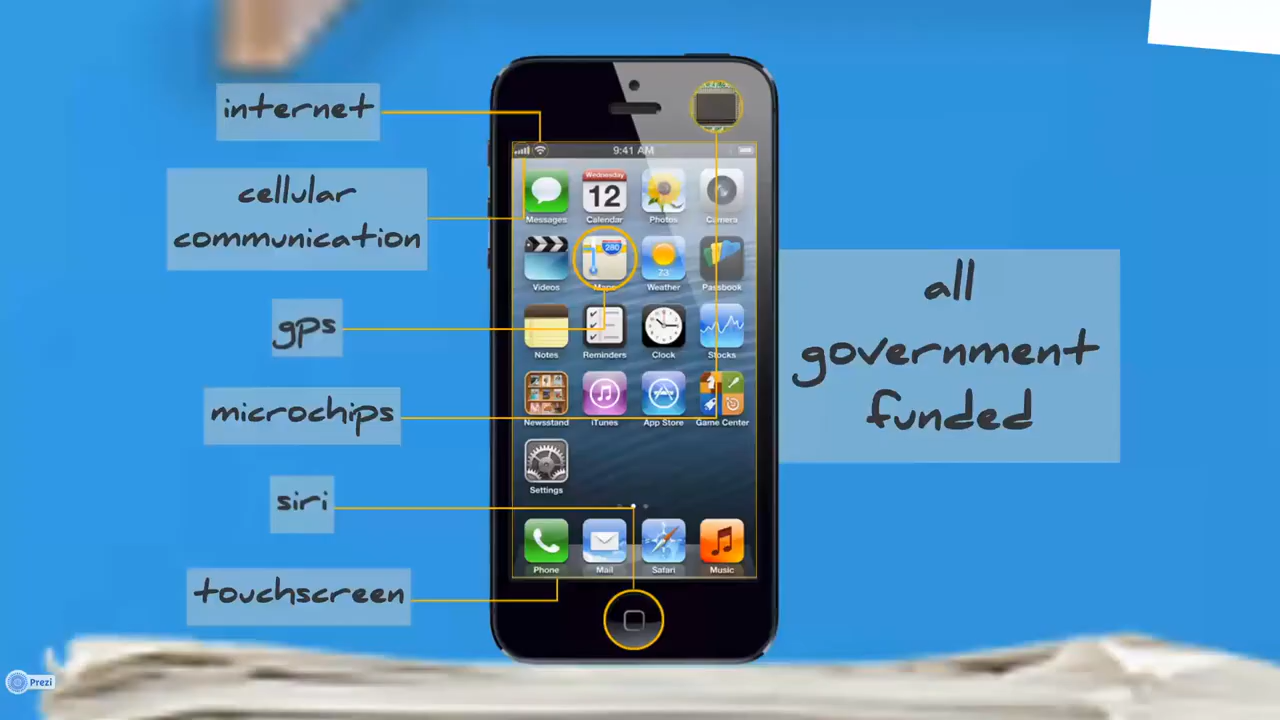 internet
cellular
communication
gps
microchips
siri
touchscreen
9:41 AM
Wednesday
12
280
23°
Messages Calendar Photos Camera
Videos Maps Weather Passbook
Notes Reminders Clock Stocks
Newsstand iTunes App Store Game Center
Settings
Phone Mail Safari Music
all
government
funded
Prezi